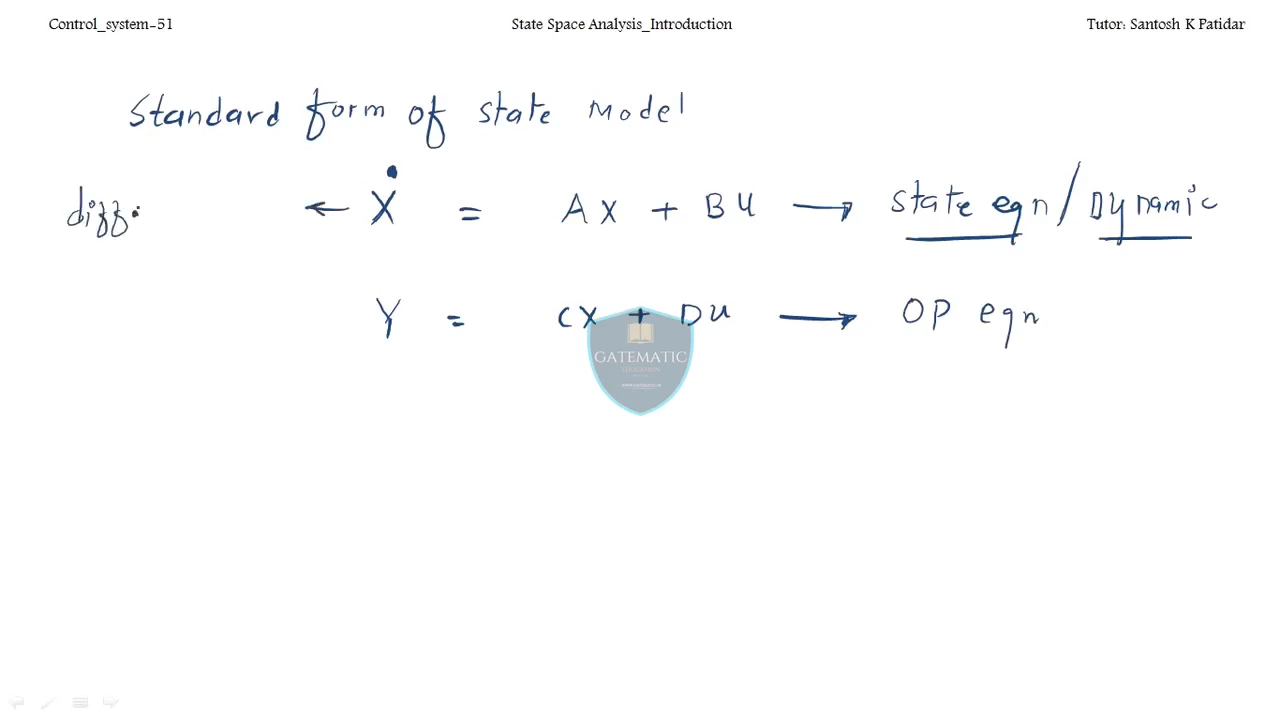 Control_system-51 State Space Analysis_Introduction Tutor: Santosh K Patidar
Standard form of state Model
diff. ← Ẋ = AX + BU → state eqn / Dynamic
Y = CX + DU → OP eqn
GATEMATIC
EDUCATION